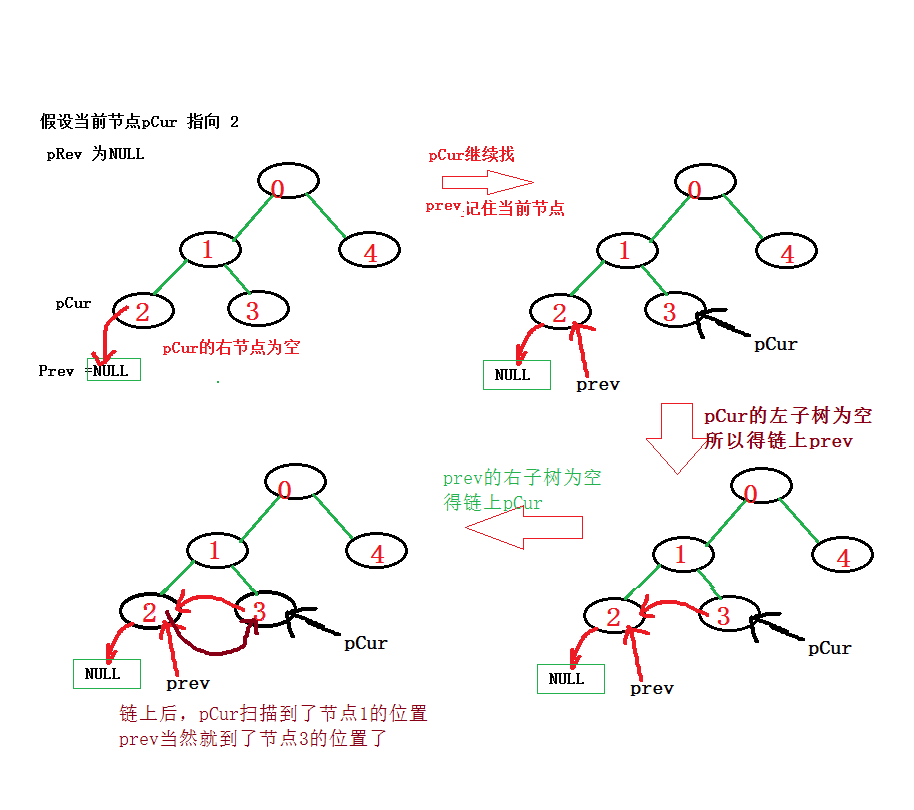 假设当前节点pCur 指向 2
pRev 为NULL
0
1
4
pCur
2
3
pCur的右节点为空
Prev =NULL
pCur继续找
prev记住当前节点
0
1
4
2
3
pCur
NULL
prev
pCur的左子树为空
所以得链上prev
0
1
4
2
3
pCur
NULL
prev
prev的右子树为空
得链上pCur
0
1
4
2
3
pCur
NULL
prev
链上后，pCur扫描到了节点1的位置
prev当然就到了节点3的位置了